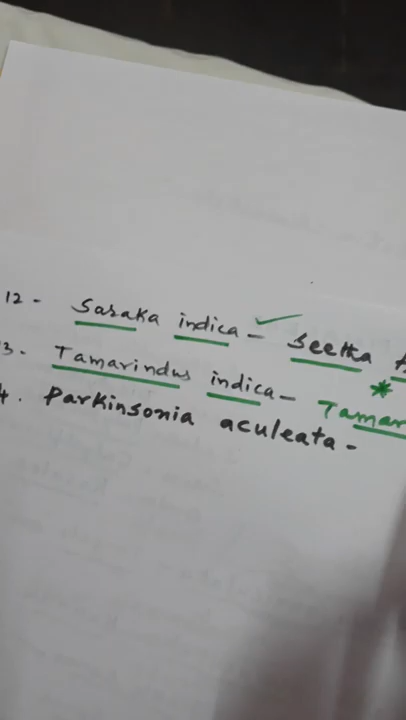 12 - Saraka indica - ✓ Seetha
3. Tamarindus indica - Tamar
4. Parkinsonia aculeata -